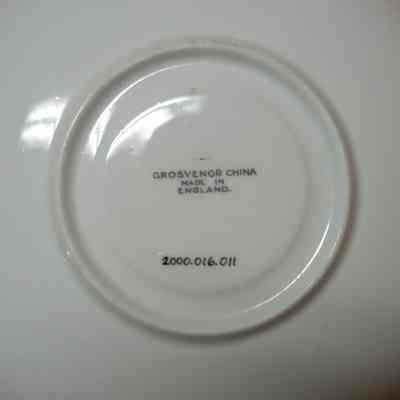 GROSVENOR CHINA
MADE IN
ENGLAND.
2000.016.011